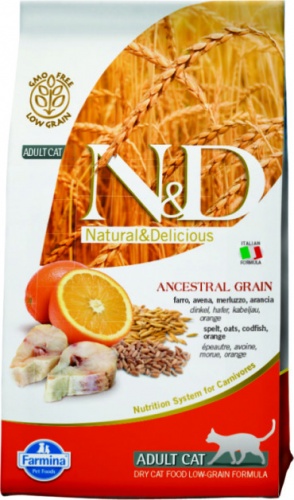 GMO FREE
LOW GRAIN
ADULT CAT
N&D
Natural&Delicious
ITALIAN
FORMULA
ANCESTRAL GRAIN
farro, avena, merluzzo, arancia
dinkel, hafer, kabeljau,
orange
spelt, oats, codfish,
orange
épeautre, avoine,
morue, orange
Nutrition System for Carnivores
Farmina
Pet Foods
ADULT CAT
DRY CAT FOOD LOW-GRAIN FORMULA